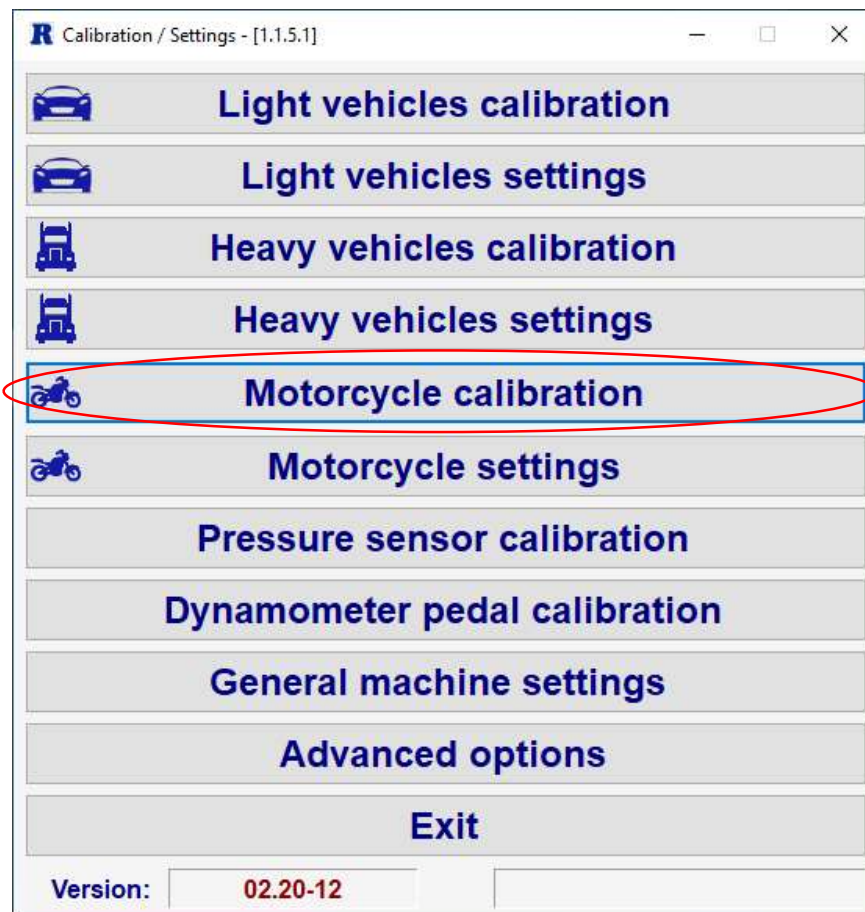 R Calibration / Settings - [1.1.5.1]
Light vehicles calibration
Light vehicles settings
Heavy vehicles calibration
Heavy vehicles settings
Motorcycle calibration
Motorcycle settings
Pressure sensor calibration
Dynamometer pedal calibration
General machine settings
Advanced options
Exit
Version: 02.20-12